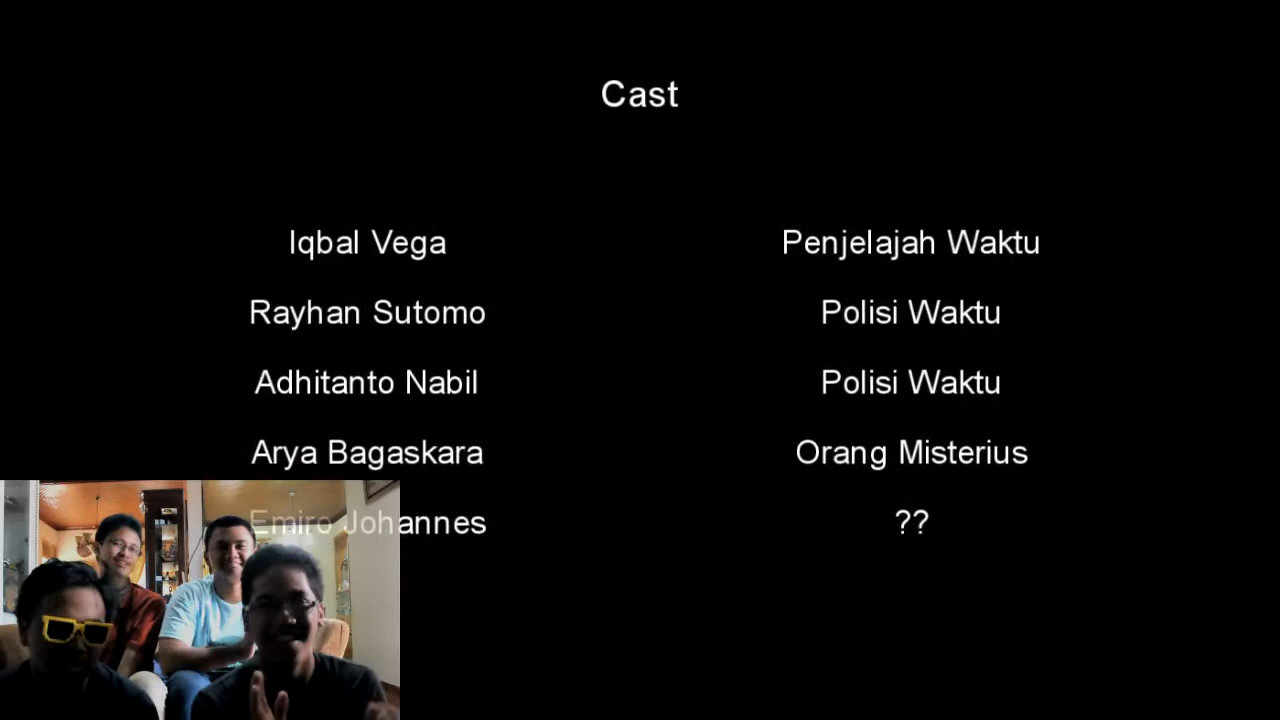 Cast
Iqbal Vega Penjelajah Waktu
Rayhan Sutomo Polisi Waktu
Adhitanto Nabil Polisi Waktu
Arya Bagaskara Orang Misterius
Emiro Johannes ??